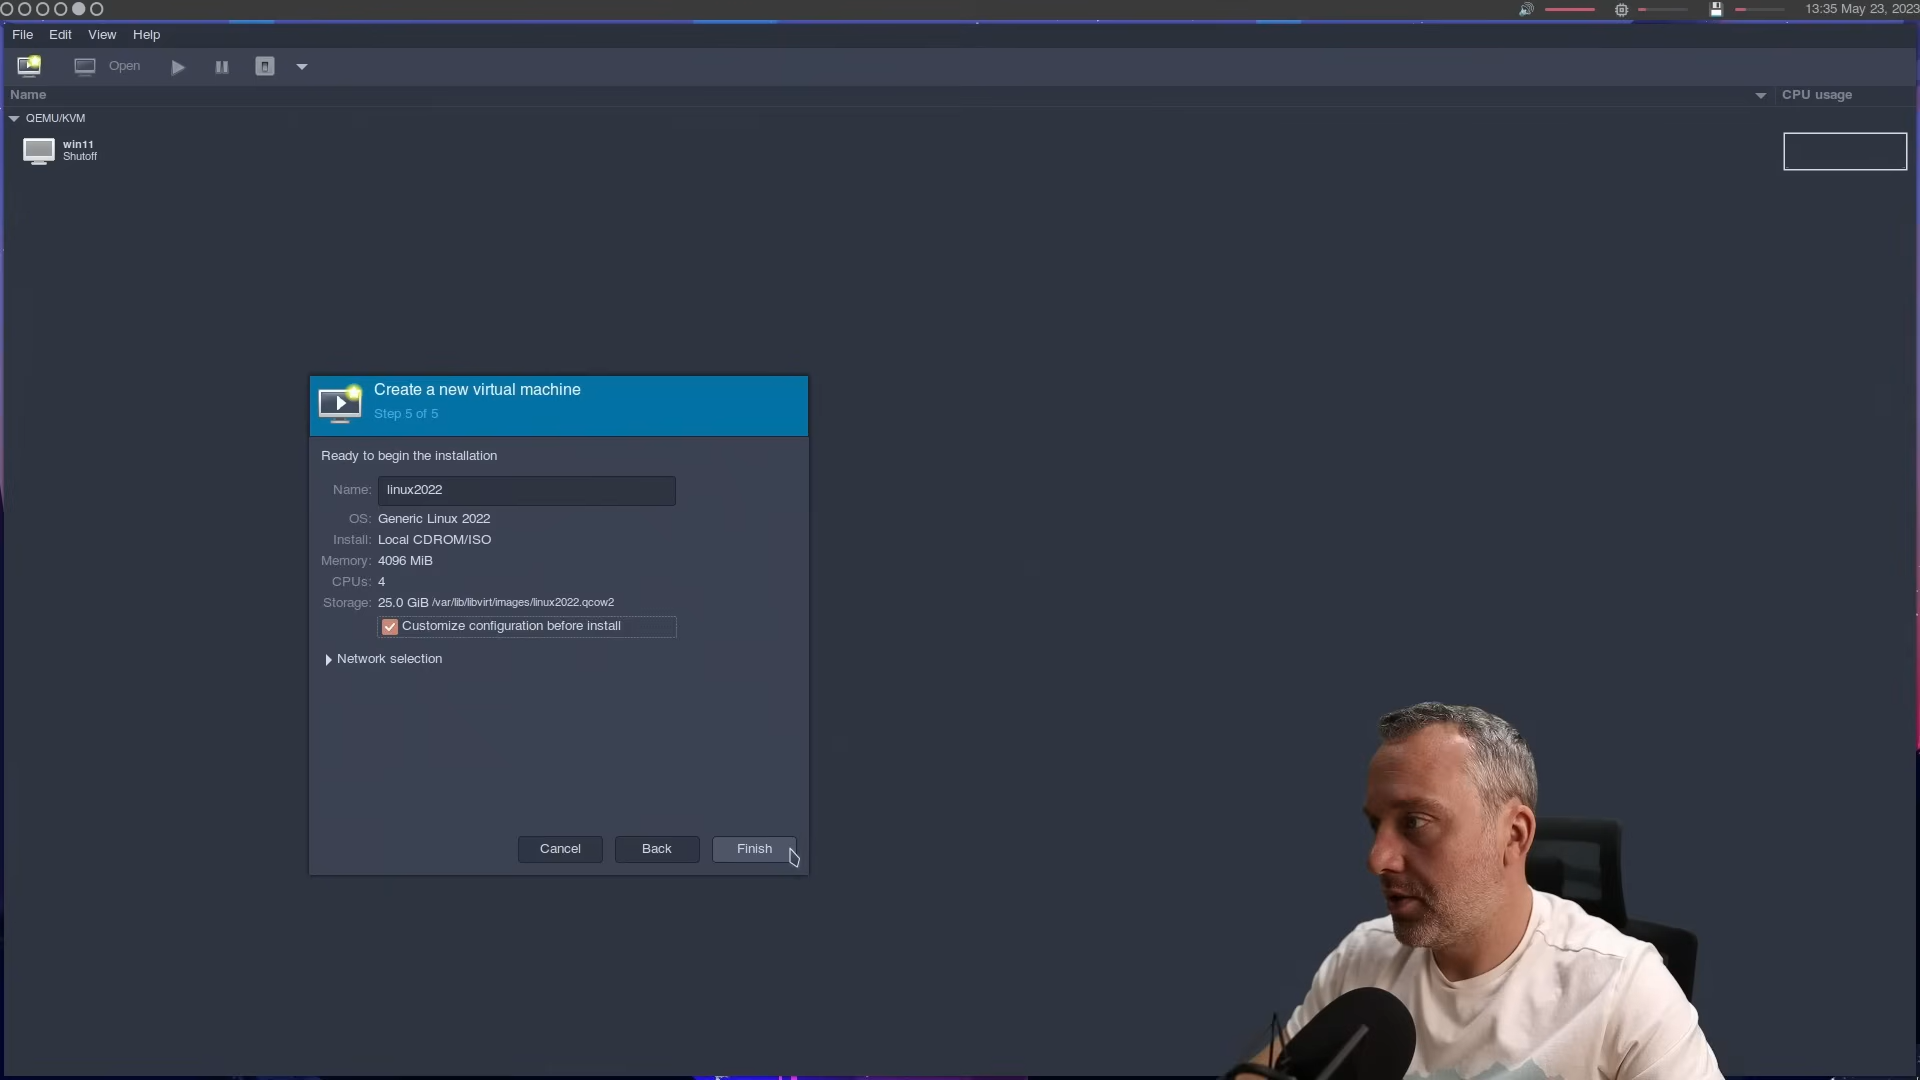 13:35 May 23, 2023
File Edit View Help
Open
Name CPU usage
QEMU/KVM
win11
Shutoff
Create a new virtual machine
Step 5 of 5
Ready to begin the installation
Name: linux2022
OS: Generic Linux 2022
Install: Local CDROM/ISO
Memory: 4096 MiB
CPUs: 4
Storage: 25.0 GiB /var/lib/libvirt/images/linux2022.qcow2
Customize configuration before install
Network selection
Cancel Back Finish